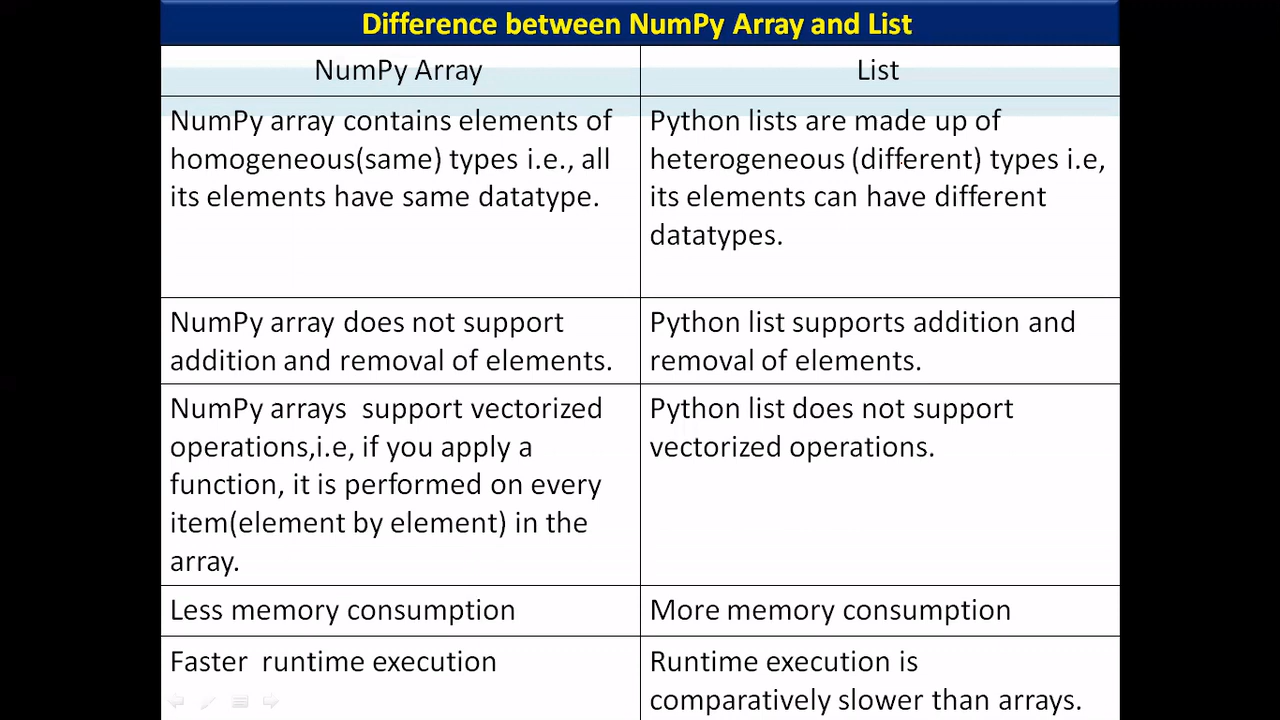 Difference between NumPy Array and List
NumPy Array
List
NumPy array contains elements of
homogeneous(same) types i.e., all
its elements have same datatype.
Python lists are made up of
heterogeneous (different) types i.e,
its elements can have different
datatypes.
NumPy array does not support
addition and removal of elements.
Python list supports addition and
removal of elements.
NumPy arrays  support vectorized
operations,i.e, if you apply a
function, it is performed on every
item(element by element) in the
array.
Python list does not support
vectorized operations.
Less memory consumption
More memory consumption
Faster  runtime execution
Runtime execution is
comparatively slower than arrays.